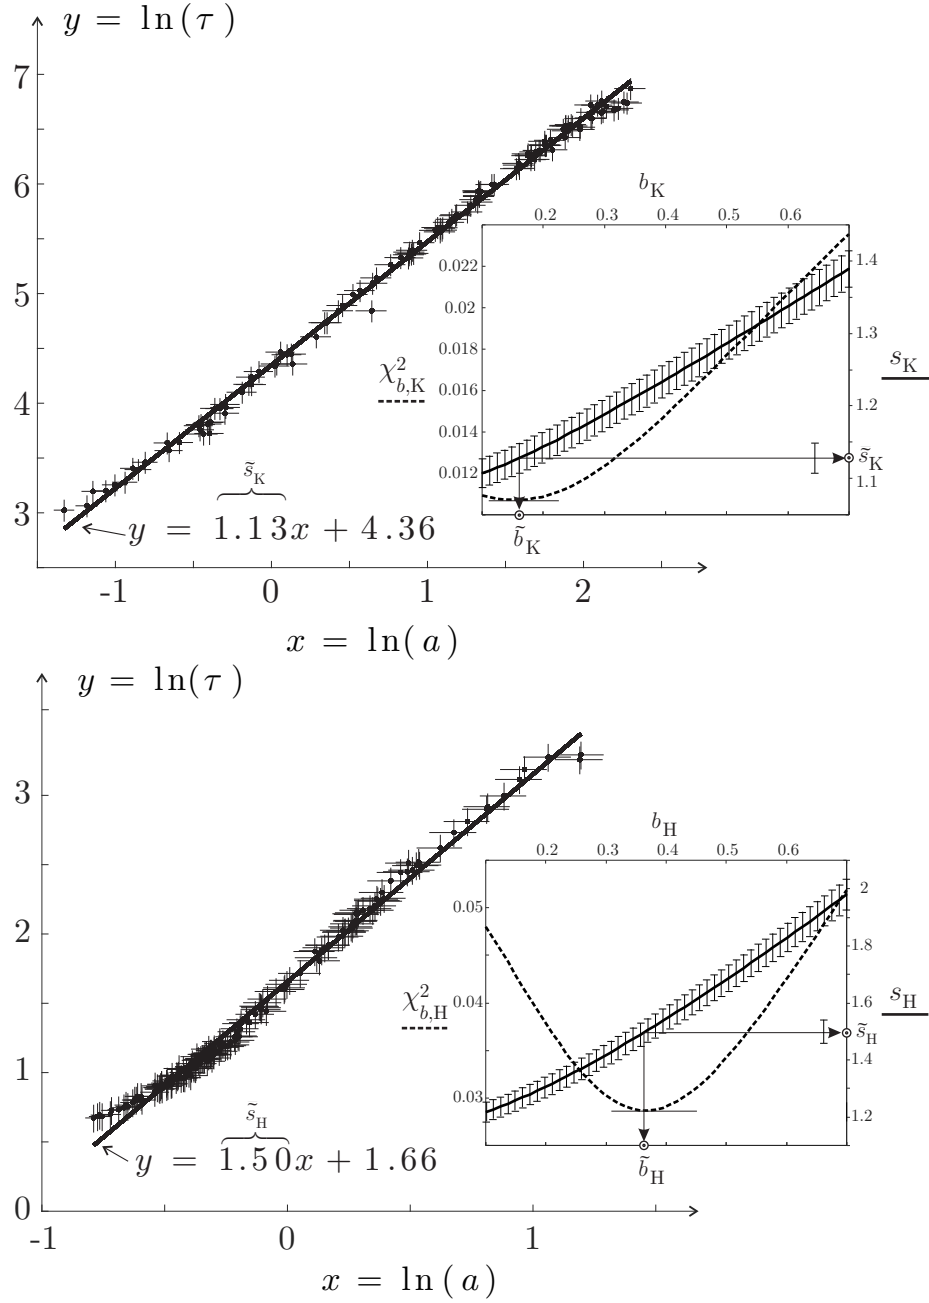 y = ln(τ)
7
6
5
4
3
-1 0 1 2
x = ln(a)
s̃_K
y = 1.13x + 4.36
b_K
0.2 0.3 0.4 0.5 0.6
0.022
0.02
0.018
0.016
0.014
0.012
χ²_{b,K}
1.4
1.3
1.2
1.1
s_K
s̃_K
b̃_K
y = ln(τ)
3
2
1
0
-1 0 1
x = ln(a)
s̃_H
y = 1.50x + 1.66
b_H
0.2 0.3 0.4 0.5 0.6
0.05
0.04
0.03
χ²_{b,H}
2
1.8
1.6
1.4
1.2
s_H
s̃_H
b̃_H